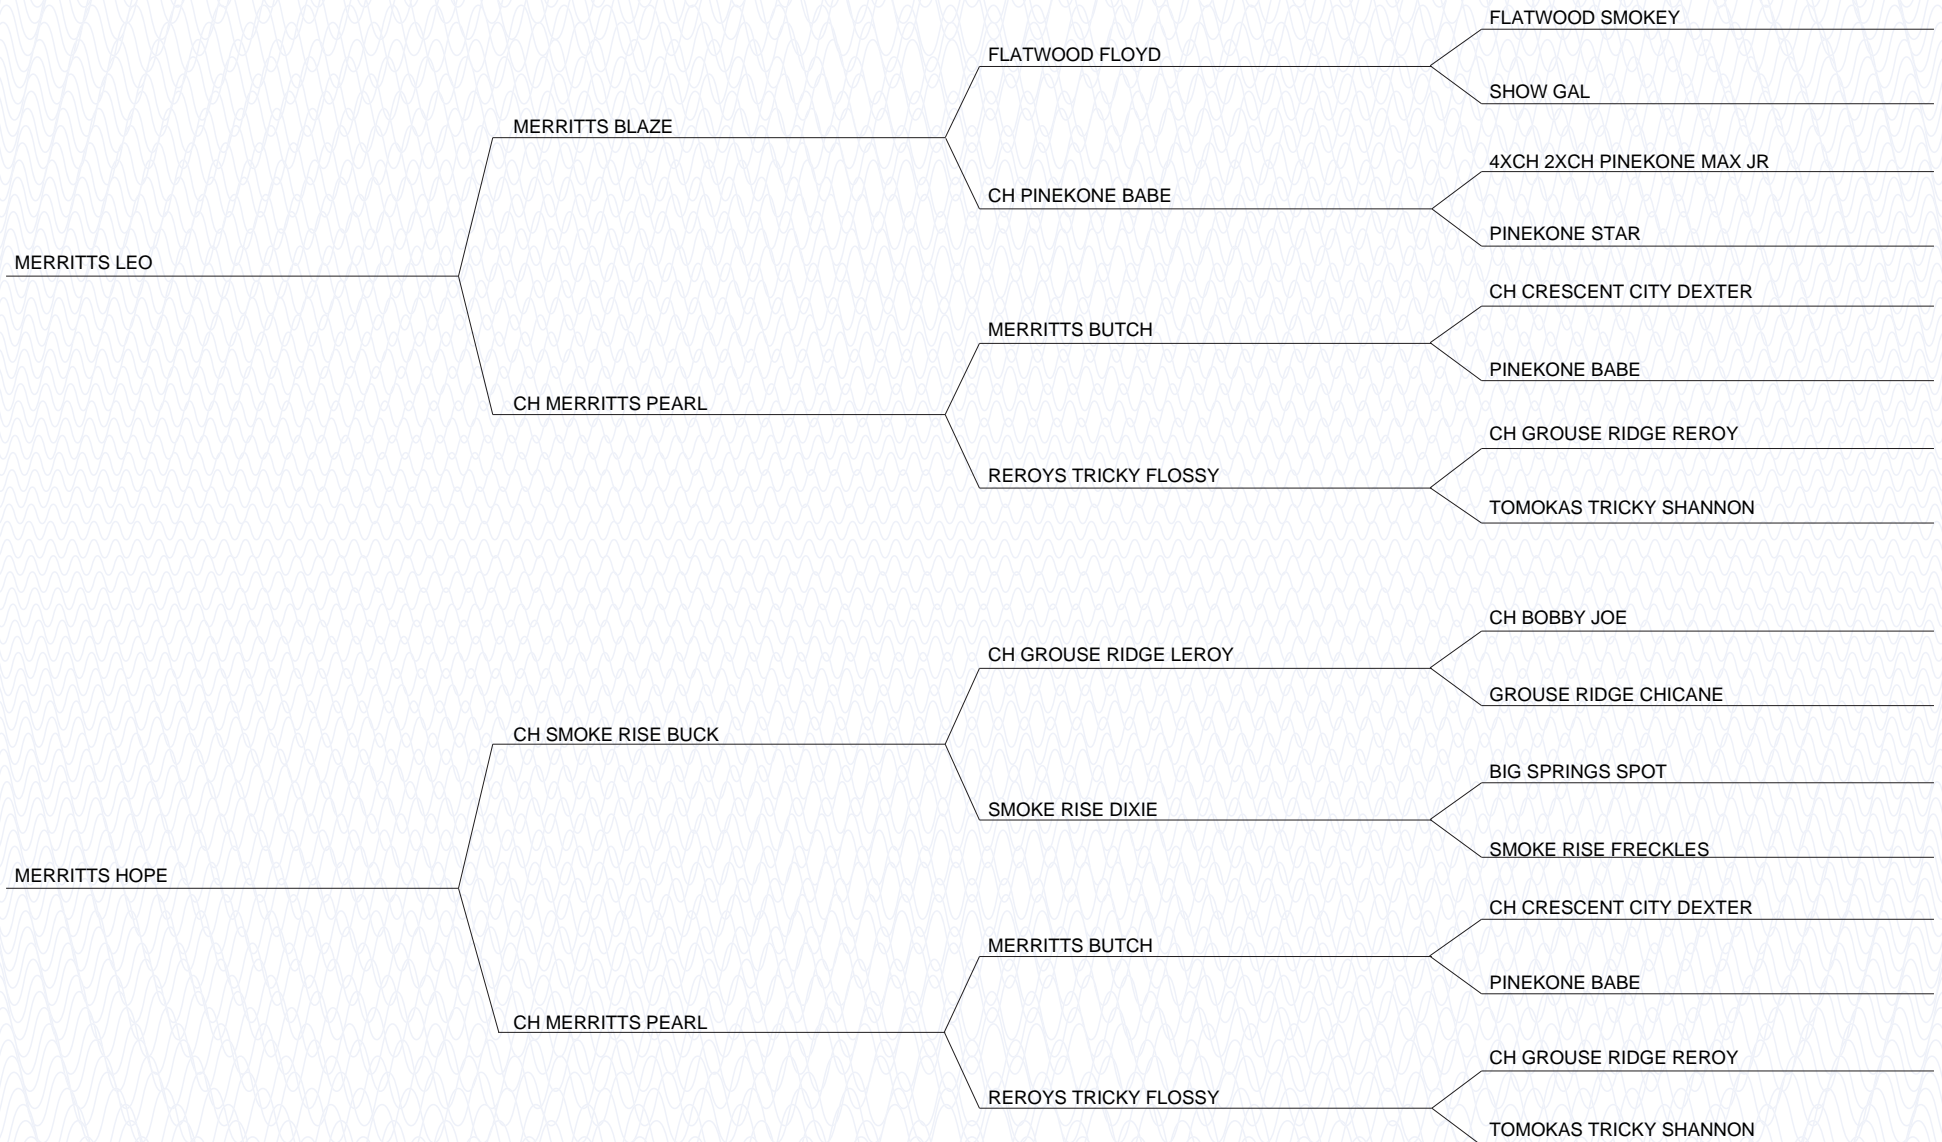 FLATWOOD SMOKEY
FLATWOOD FLOYD
SHOW GAL
MERRITTS BLAZE
4XCH 2XCH PINEKONE MAX JR
CH PINEKONE BABE
PINEKONE STAR
MERRITTS LEO
CH CRESCENT CITY DEXTER
MERRITTS BUTCH
PINEKONE BABE
CH MERRITTS PEARL
CH GROUSE RIDGE REROY
REROYS TRICKY FLOSSY
TOMOKAS TRICKY SHANNON
CH BOBBY JOE
CH GROUSE RIDGE LEROY
GROUSE RIDGE CHICANE
CH SMOKE RISE BUCK
BIG SPRINGS SPOT
SMOKE RISE DIXIE
SMOKE RISE FRECKLES
MERRITTS HOPE
CH CRESCENT CITY DEXTER
MERRITTS BUTCH
PINEKONE BABE
CH MERRITTS PEARL
CH GROUSE RIDGE REROY
REROYS TRICKY FLOSSY
TOMOKAS TRICKY SHANNON